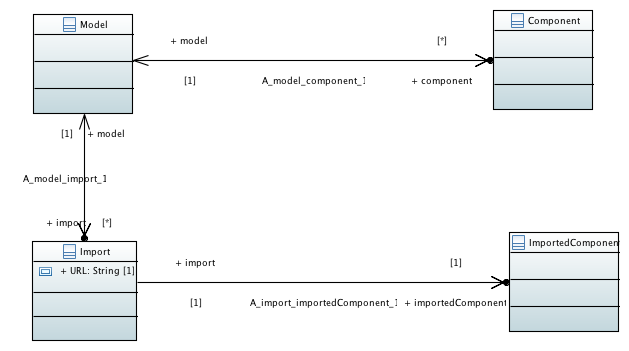 Model
Component
+ model
[*]
[1]
A_model_component_1
+ component
[1]
+ model
A_model_import_1
+ import
[*]
Import
+ URL: String [1]
+ import
[1]
ImportedComponen
[1]
A_import_importedComponent_1
+ importedComponent